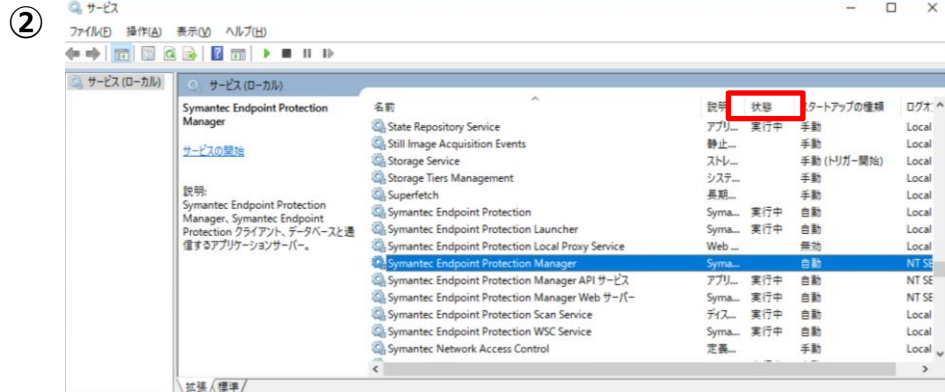 ②
サービス
ファイル(F) 操作(A) 表示(V) ヘルプ(H)
サービス (ローカル)
サービス (ローカル)
Symantec Endpoint Protection Manager
サービスの開始
説明:
Symantec Endpoint Protection
Manager、Symantec Endpoint
Protection クライアント、データベースと通
信するアプリケーションサーバー。
名前 説明 状態 スタートアップの種類 ログオ
State Repository Service アプリ... 実行中 手動 Local
Still Image Acquisition Events 静止... 手動 Local
Storage Service ストレ... 手動 (トリガー開始) Local
Storage Tiers Management システ... 手動 Local
Superfetch 長期... 手動 Local
Symantec Endpoint Protection Syma... 実行中 自動 Local
Symantec Endpoint Protection Launcher Syma... 実行中 自動 Local
Symantec Endpoint Protection Local Proxy Service Web ... 無効 Local
Symantec Endpoint Protection Manager Syma... 自動 NT SE
Symantec Endpoint Protection Manager API サービス アプリ... 実行中 自動 NT SE
Symantec Endpoint Protection Manager Web サーバー Syma... 実行中 自動 NT SE
Symantec Endpoint Protection Scan Service ディス... 実行中 自動 Local
Symantec Endpoint Protection WSC Service Syma... 実行中 自動 Local
Symantec Network Access Control 定義... 手動 Local
拡張 標準